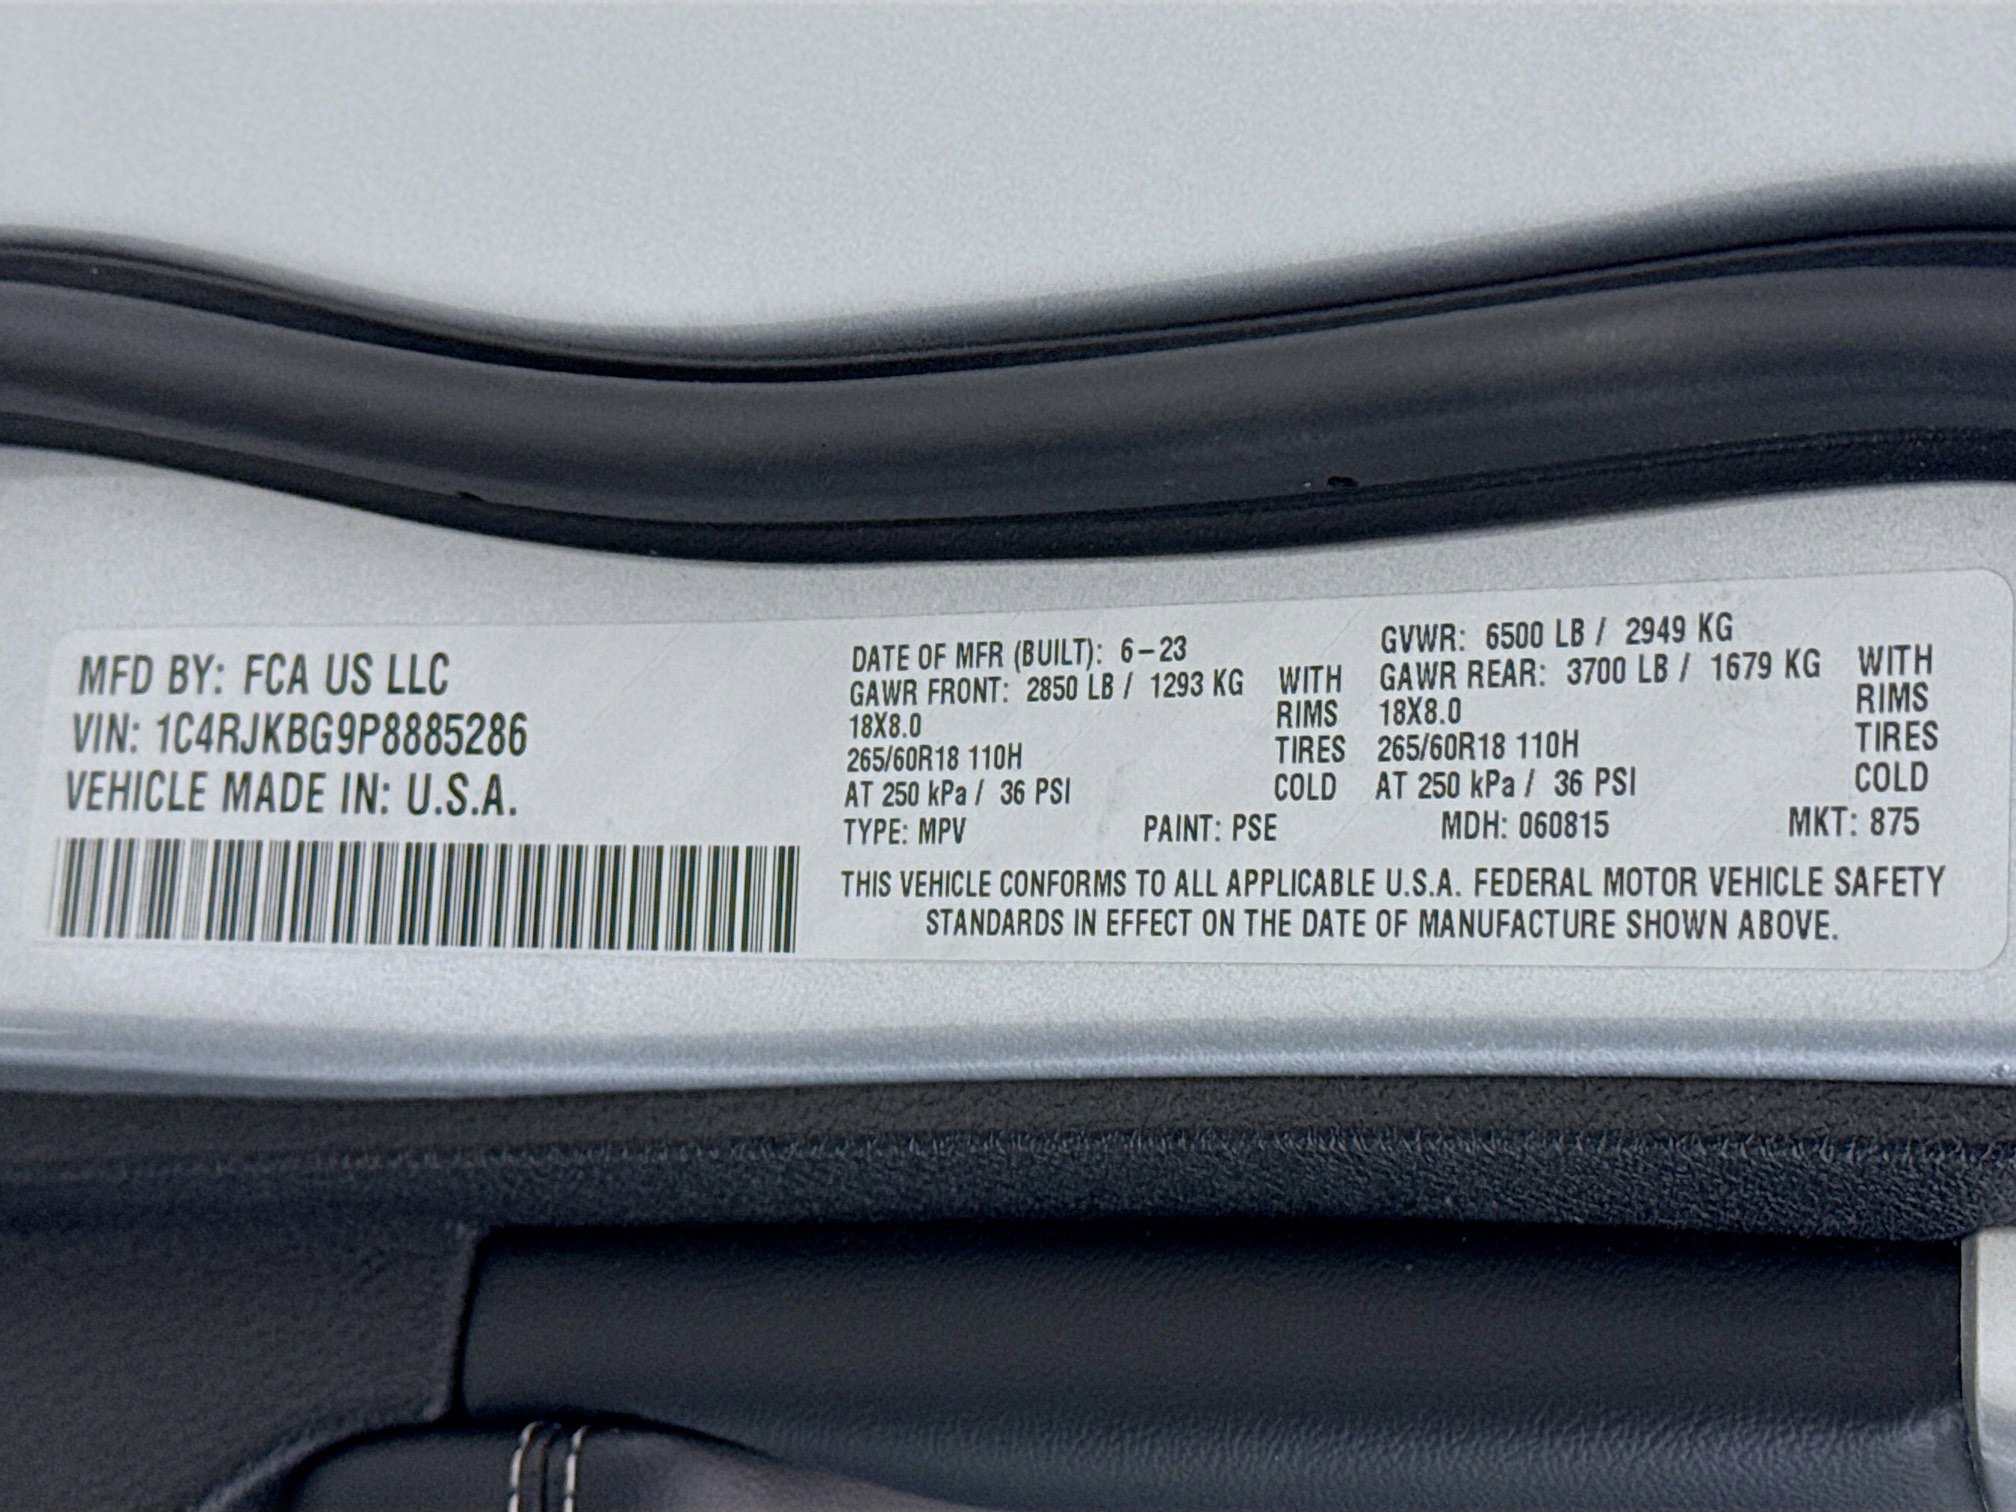 MFD BY: FCA US LLC
VIN: 1C4RJKBG9P8885286
VEHICLE MADE IN: U.S.A.
DATE OF MFR (BUILT): 6-23
GAWR FRONT: 2850 LB / 1293 KG WITH
18X8.0 RIMS
265/60R18 110H TIRES
AT 250 kPa / 36 PSI COLD
GVWR: 6500 LB / 2949 KG
GAWR REAR: 3700 LB / 1679 KG WITH
18X8.0 RIMS
265/60R18 110H TIRES
AT 250 kPa / 36 PSI COLD
TYPE: MPV PAINT: PSE MDH: 060815 MKT: 875
THIS VEHICLE CONFORMS TO ALL APPLICABLE U.S.A. FEDERAL MOTOR VEHICLE SAFETY
STANDARDS IN EFFECT ON THE DATE OF MANUFACTURE SHOWN ABOVE.